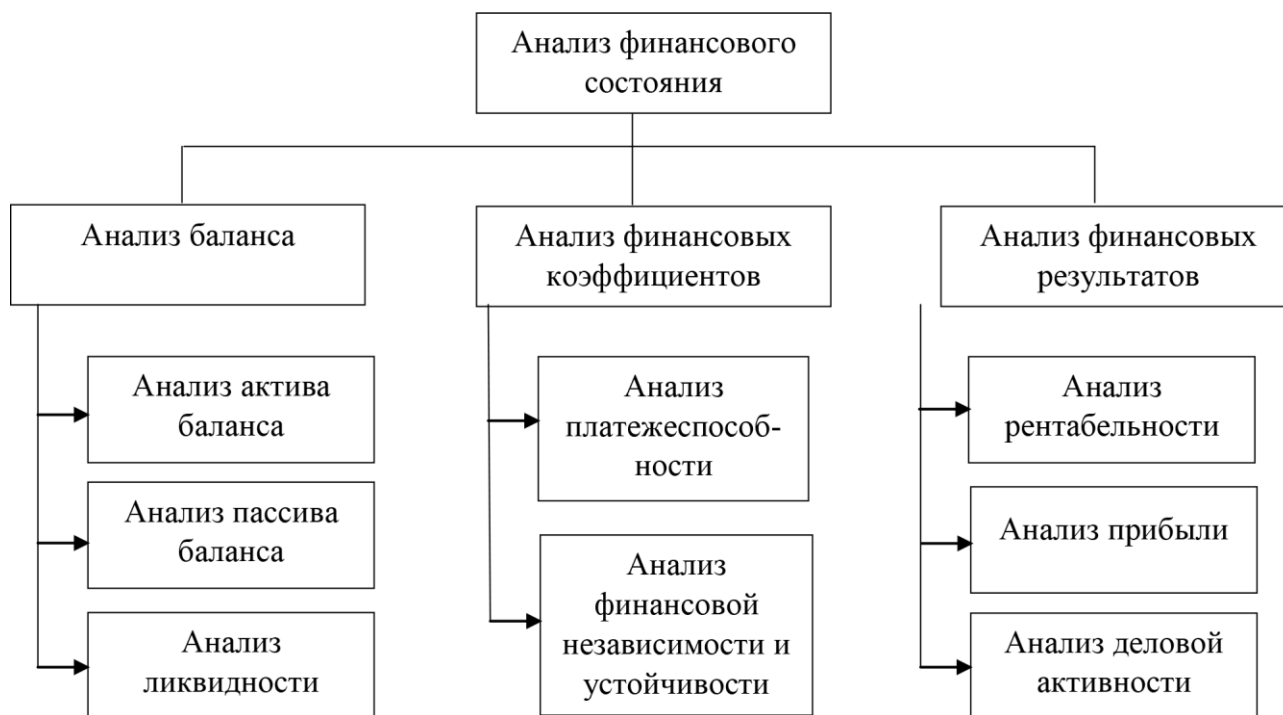 Анализ финансового
состояния
Анализ баланса
Анализ финансовых
коэффициентов
Анализ финансовых
результатов
Анализ актива
баланса
Анализ пассива
баланса
Анализ
ликвидности
Анализ
платежеспособ-
ности
Анализ
финансовой
независимости и
устойчивости
Анализ
рентабельности
Анализ прибыли
Анализ деловой
активности